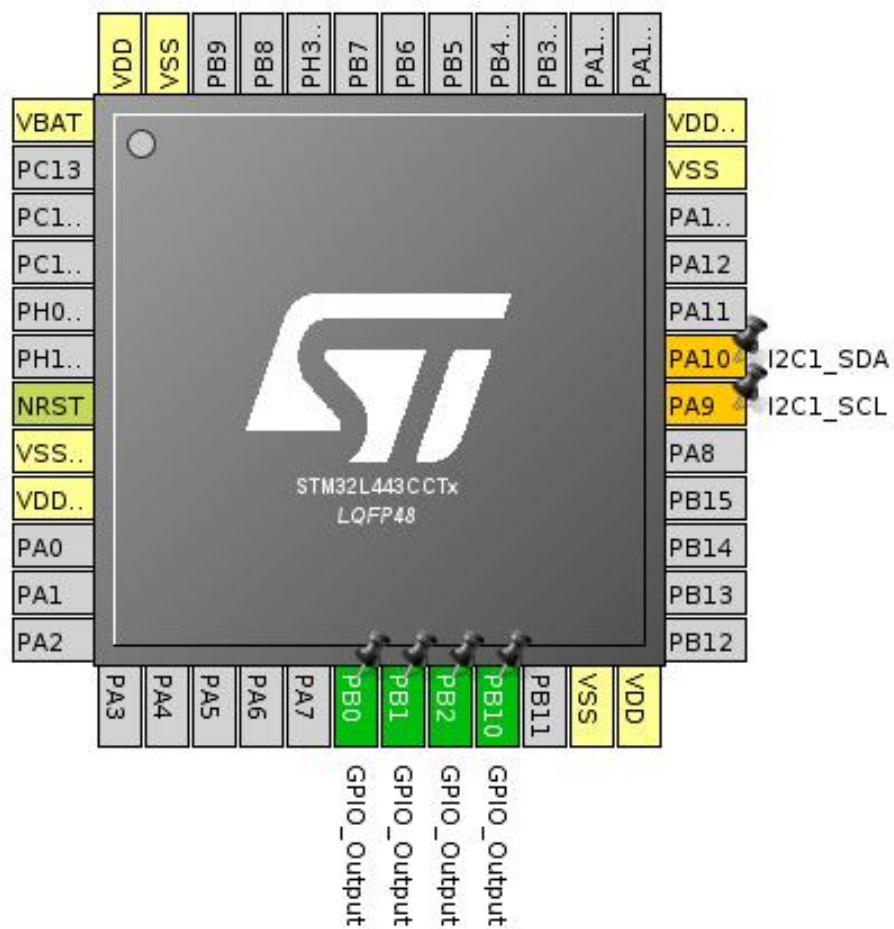 VDD
VSS
PB9
PB8
PH3..
PB7
PB6
PB5
PB4..
PB3..
PA1..
PA1..
VBAT
PC13
PC1..
PC1..
PH0..
PH1..
NRST
VSS..
VDD..
PA0
PA1
PA2
VDD..
VSS
PA1..
PA12
PA11
PA10 I2C1_SDA
PA9 I2C1_SCL
PA8
PB15
PB14
PB13
PB12
ST
STM32L443CCTx
LQFP48
PA3
PA4
PA5
PA6
PA7
PB0
PB1
PB2
PB10
PB11
VSS
VDD
GPIO_Output
GPIO_Output
GPIO_Output
GPIO_Output